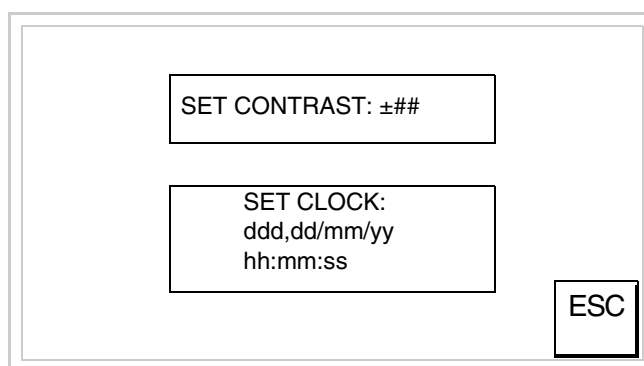 SET CONTRAST: ±##
SET CLOCK:
ddd,dd/mm/yy
hh:mm:ss
ESC